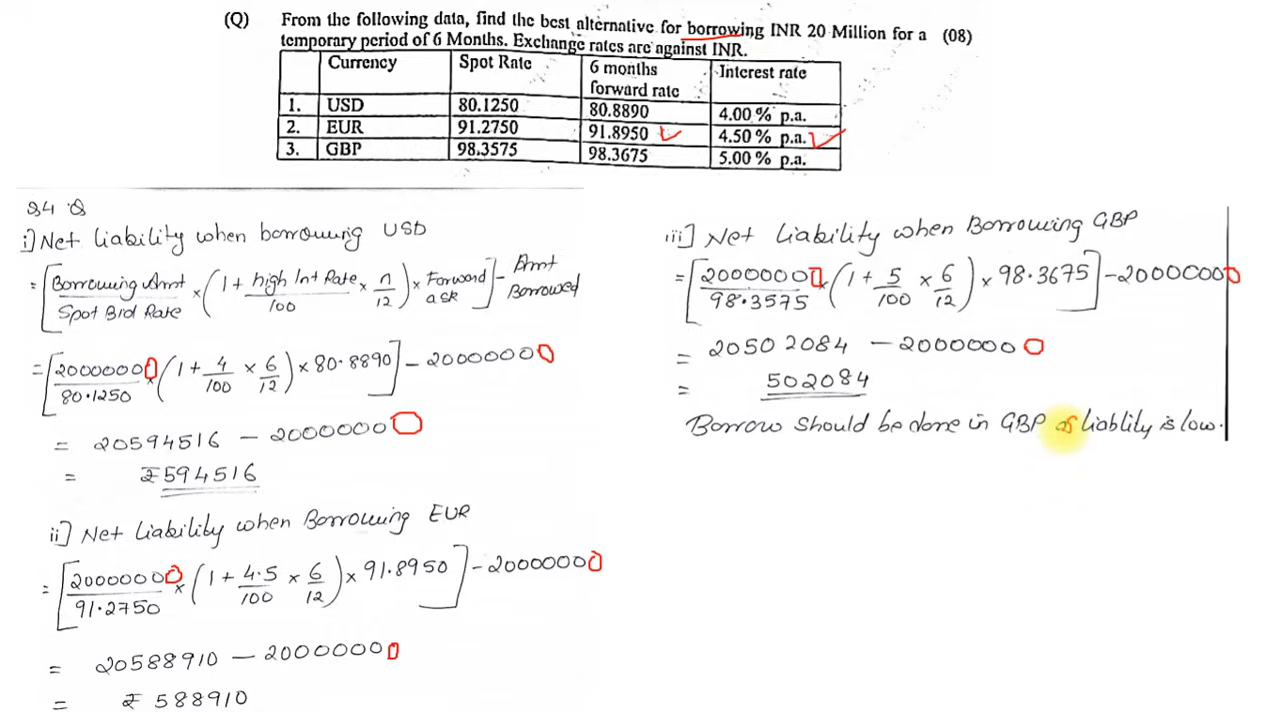 (Q) From the following data, find the best alternative for borrowing INR 20 Million for a (08)
temporary period of 6 Months. Exchange rates are against INR.
Currency Spot Rate 6 months forward rate Interest rate
1. USD 80.1250 80.8890 4.00 % p.a.
2. EUR 91.2750 91.8950 4.50 % p.a.
3. GBP 98.3575 98.3675 5.00 % p.a.
i) Net liability when borrowing USD
= [Borrowing Amt / Spot Bid Rate × (1 + high Int Rate / 100 × n / 12) × Forward ask] - Amt Borrowed
= [20000000 / 80.1250 × (1 + 4 / 100 × 6 / 12) × 80.8890] - 20000000
= 20594516 - 20000000
= ₹594516
ii] Net Liability when Borrowing EUR
= [20000000 / 91.2750 × (1 + 4.5 / 100 × 6 / 12) × 91.8950] - 20000000
= 20588910 - 20000000
= ₹ 588910
iii] Net Liability when Borrowing GBP
= [20000000 / 98.3575 × (1 + 5 / 100 × 6 / 12) × 98.3675] - 20000000
= 20502084 - 20000000
= 502084
Borrow should be done in GBP as liablity is low.